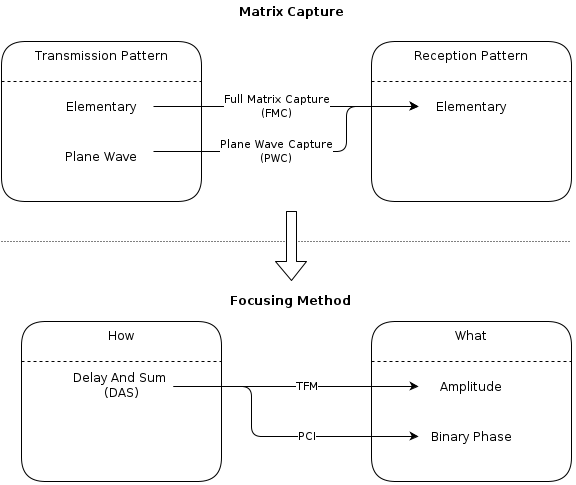 Matrix Capture
Transmission Pattern
Reception Pattern
Elementary
Full Matrix Capture
(FMC)
Elementary
Plane Wave
Plane Wave Capture
(PWC)
Focusing Method
How
What
Delay And Sum
(DAS)
TFM
Amplitude
PCI
Binary Phase